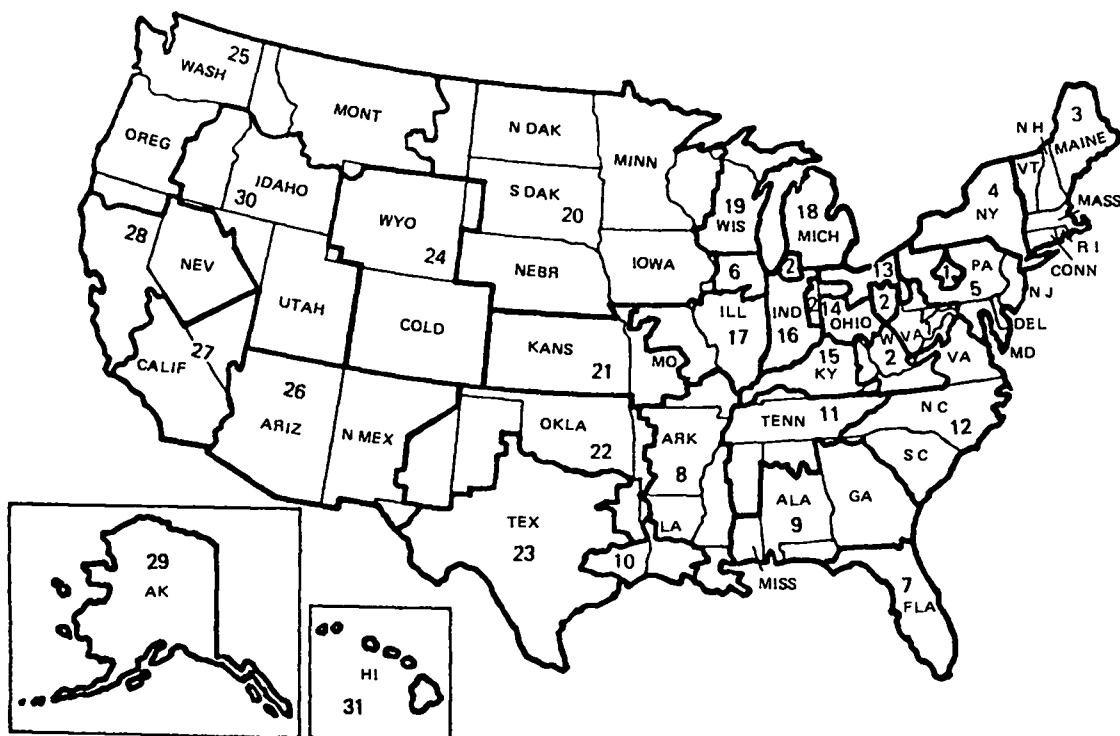 25
WASH
MONT
N DAK
MINN
3
N H
MAINE
OREG
VT
IDAHO
30
WYO
24
S DAK
20
19
WIS
18
MICH
4
NY
MASS
R I
CONN
28
NEV
NEBR
IOWA
6
2
13
1
PA
5
N J
DEL
MD
UTAH
COLD
ILL
17
IND
16
2
14
OHIO
2
W
VA
2
VA
27
CALIF
KANS
21
MO
15
KY
26
ARIZ
N MEX
OKLA
22
ARK
8
TENN
11
N C
12
S C
TEX
23
LA
10
ALA
9
GA
MISS
7
FLA
29
AK
HI
31